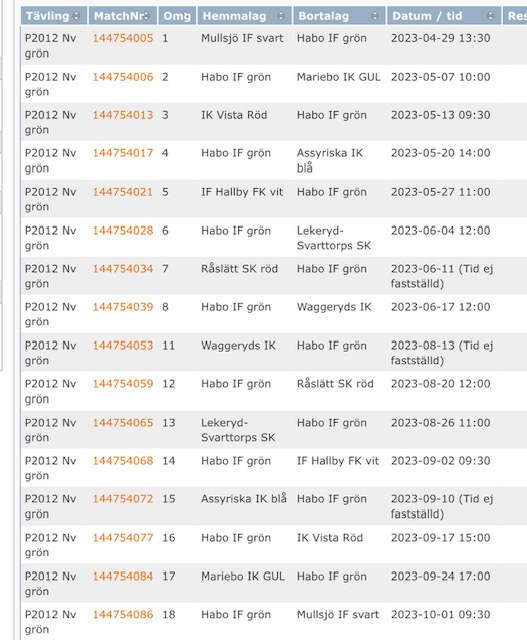 Tävling MatchNr Omg Hemmalag Bortalag Datum / tid Res
P2012 Nv grön 144754005 1 Mullsjö IF svart Habo IF grön 2023-04-29 13:30
P2012 Nv grön 144754006 2 Habo IF grön Mariebo IK GUL 2023-05-07 10:00
P2012 Nv grön 144754013 3 IK Vista Röd Habo IF grön 2023-05-13 09:30
P2012 Nv grön 144754017 4 Habo IF grön Assyriska IK blå 2023-05-20 14:00
P2012 Nv grön 144754021 5 IF Hallby FK vit Habo IF grön 2023-05-27 11:00
P2012 Nv grön 144754028 6 Habo IF grön Lekeryd-Svarttorps SK 2023-06-04 12:00
P2012 Nv grön 144754034 7 Råslätt SK röd Habo IF grön 2023-06-11 (Tid ej fastställd)
P2012 Nv grön 144754039 8 Habo IF grön Waggeryds IK 2023-06-17 12:00
P2012 Nv grön 144754053 11 Waggeryds IK Habo IF grön 2023-08-13 (Tid ej fastställd)
P2012 Nv grön 144754059 12 Habo IF grön Råslätt SK röd 2023-08-20 12:00
P2012 Nv grön 144754065 13 Lekeryd-Svarttorps SK Habo IF grön 2023-08-26 11:00
P2012 Nv grön 144754068 14 Habo IF grön IF Hallby FK vit 2023-09-02 09:30
P2012 Nv grön 144754072 15 Assyriska IK blå Habo IF grön 2023-09-10 (Tid ej fastställd)
P2012 Nv grön 144754077 16 Habo IF grön IK Vista Röd 2023-09-17 15:00
P2012 Nv grön 144754084 17 Mariebo IK GUL Habo IF grön 2023-09-24 17:00
P2012 Nv grön 144754086 18 Habo IF grön Mullsjö IF svart 2023-10-01 09:30